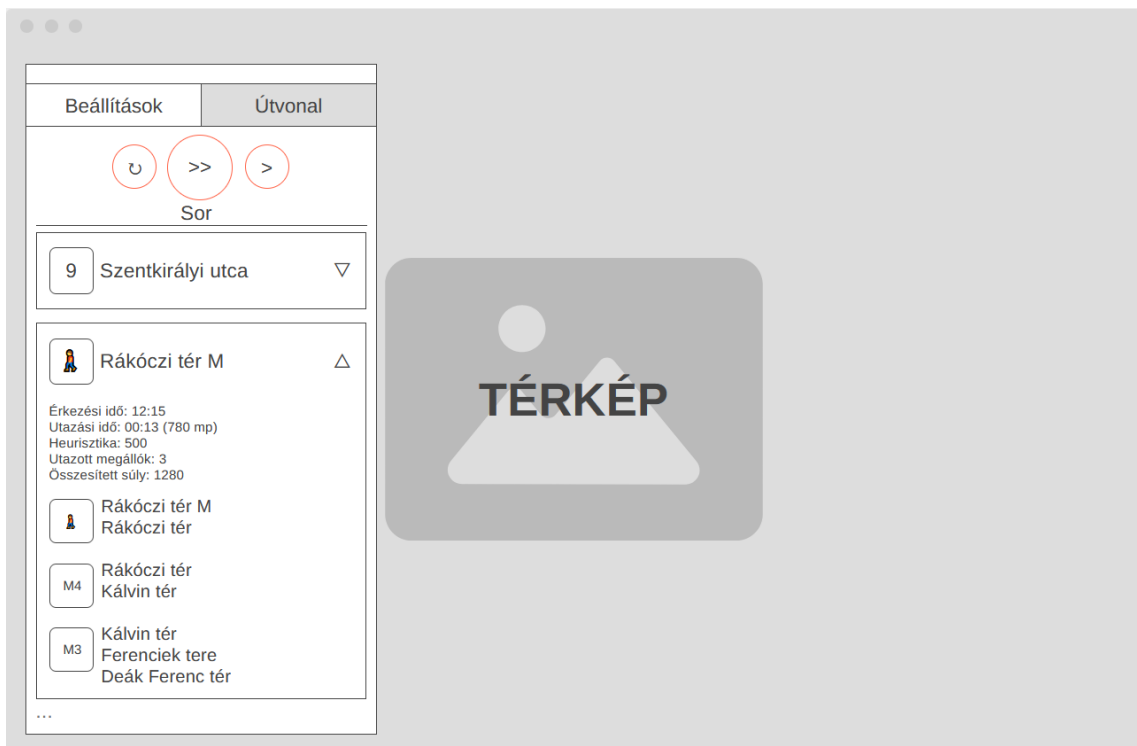 Beállítások
Útvonal
↻
>>
>
Sor
9
Szentkirályi utca
▽
Rákóczi tér M
△
Érkezési idő: 12:15
Utazási idő: 00:13 (780 mp)
Heurisztika: 500
Utazott megállók: 3
Összesített súly: 1280
Rákóczi tér M
Rákóczi tér
M4
Rákóczi tér
Kálvin tér
M3
Kálvin tér
Ferenciek tere
Deák Ferenc tér
...
TÉRKÉP